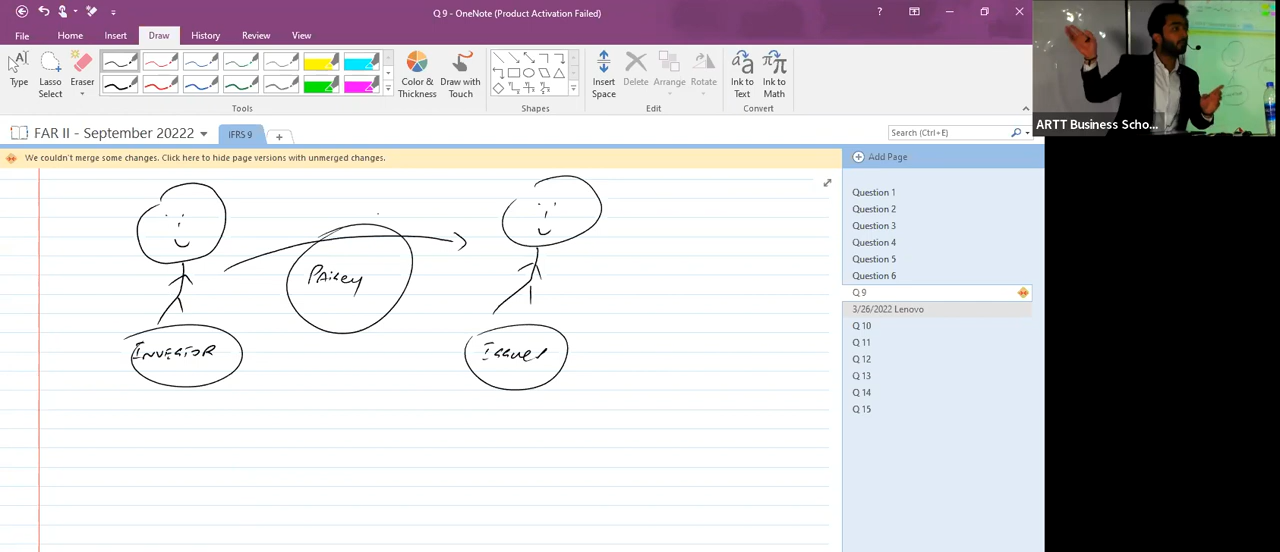 Q 9 - OneNote (Product Activation Failed)
?
File Home Insert Draw History Review View
Type
Lasso Select
Eraser
Color & Thickness
Draw with Touch
Insert Space
Delete
Arrange
Rotate
Ink to Text
Ink to Math
Tools
Shapes
Edit
Convert
FAR II - September 20222
IFRS 9
Search (Ctrl+E)
We couldn't merge some changes. Click here to hide page versions with unmerged changes.
Add Page
Question 1
Question 2
Question 3
Question 4
Question 5
Question 6
Q 9
3/26/2022 Lenovo
Q 10
Q 11
Q 12
Q 13
Q 14
Q 15
INVESTOR
Issuer
ARTT Business Scho...